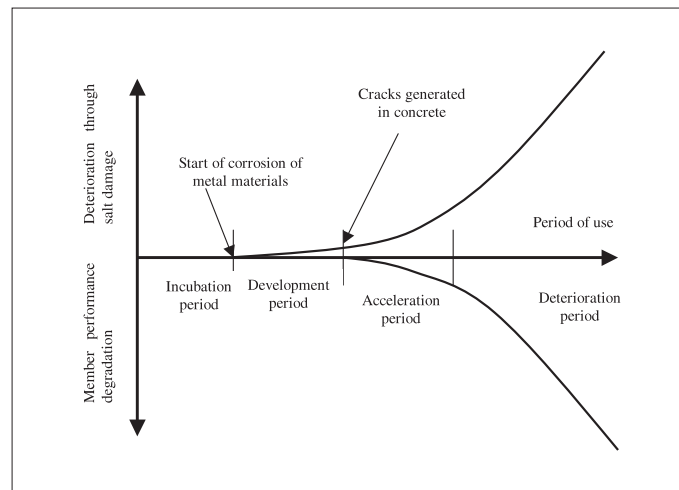 Deterioration through
salt damage
Member performance
degradation
Cracks generated
in concrete
Start of corrosion of
metal materials
Period of use
Incubation
period
Development
period
Acceleration
period
Deterioration
period